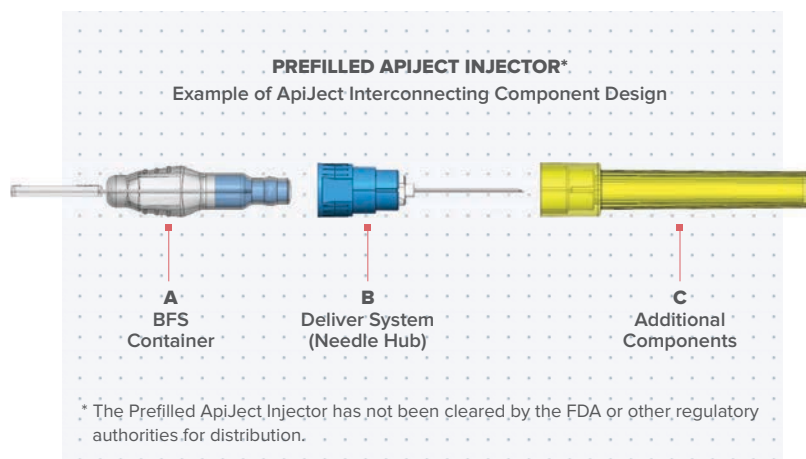 PREFILLED APIJECT INJECTOR*
Example of ApiJect Interconnecting Component Design
A
BFS
Container
B
Deliver System
(Needle Hub)
C
Additional
Components
* The Prefilled ApiJect Injector has not been cleared by the FDA or other regulatory
authorities for distribution.